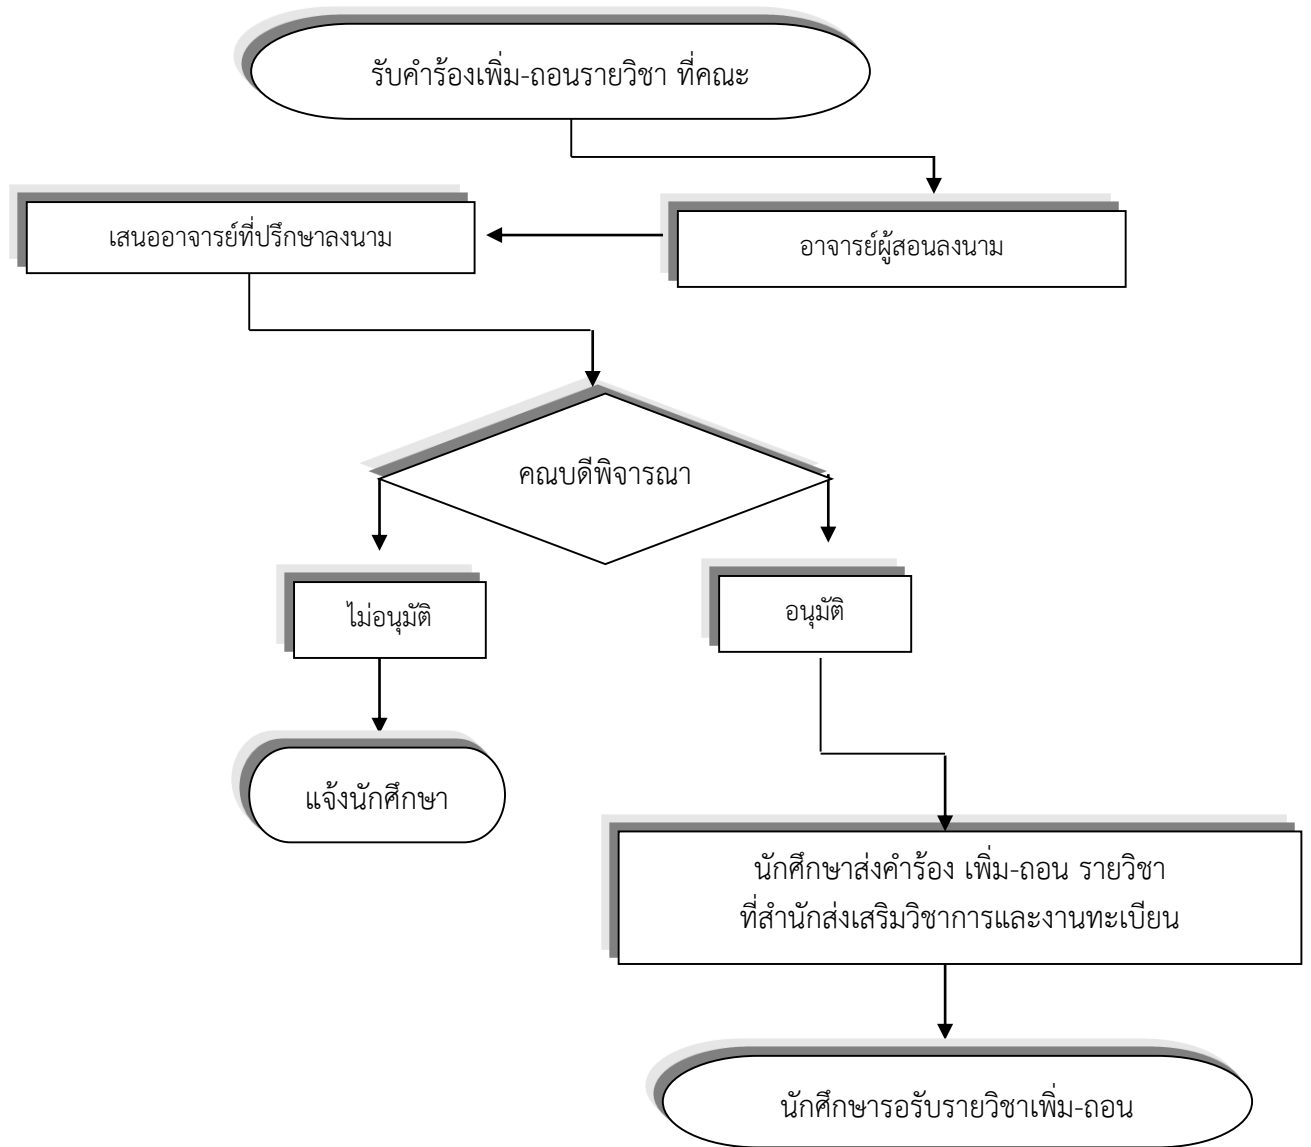 รับคำร้องเพิ่ม-ถอนรายวิชา ที่คณะ
อาจารย์ผู้สอนลงนาม
เสนออาจารย์ที่ปรึกษาลงนาม
คณบดีพิจารณา
ไม่อนุมัติ
อนุมัติ
แจ้งนักศึกษา
นักศึกษาส่งคำร้อง เพิ่ม-ถอน รายวิชา
ที่สำนักส่งเสริมวิชาการและงานทะเบียน
นักศึกษารอรับรายวิชาเพิ่ม-ถอน